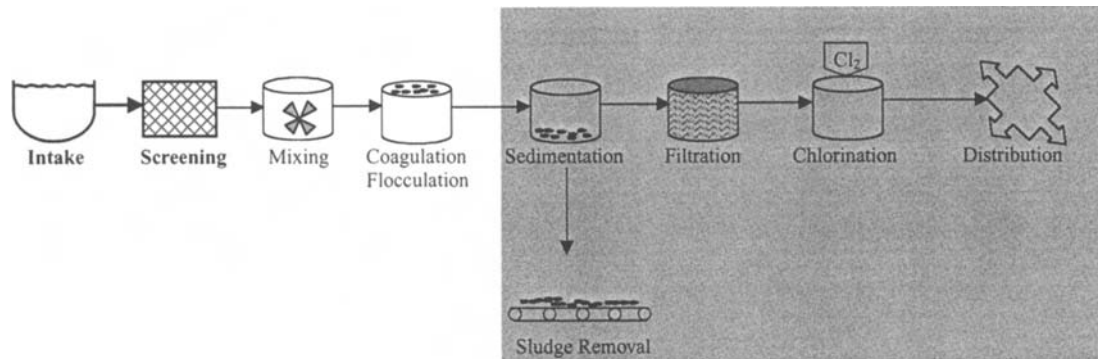 Cl₂
Intake
Screening
Mixing
Coagulation
Flocculation
Sedimentation
Filtration
Chlorination
Distribution
Sludge Removal